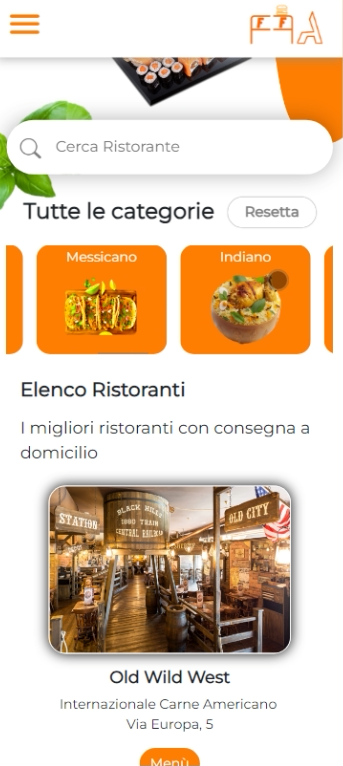 F F A
Cerca Ristorante
Tutte le categorie
Resetta
Messicano
Indiano
Elenco Ristoranti
I migliori ristoranti con consegna a
domicilio
STATION
BLACK HILLS
1880 TRAIN
CENTRAL RAILWAY
OLD CITY
Old Wild West
Internazionale Carne Americano
Via Europa, 5
Menù